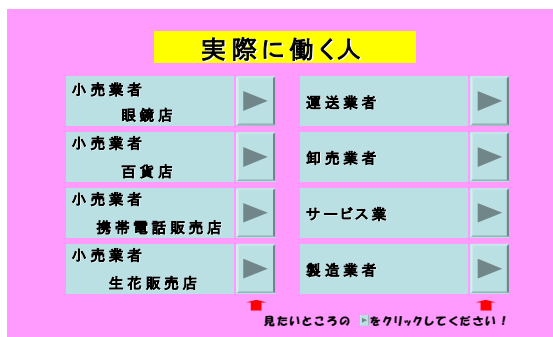 実際に働く人
小売業者
眼鏡店
小売業者
百貨店
小売業者
携帯電話販売店
小売業者
生花販売店
運送業者
卸売業者
サービス業
製造業者
見たいところの を クリックしてください!